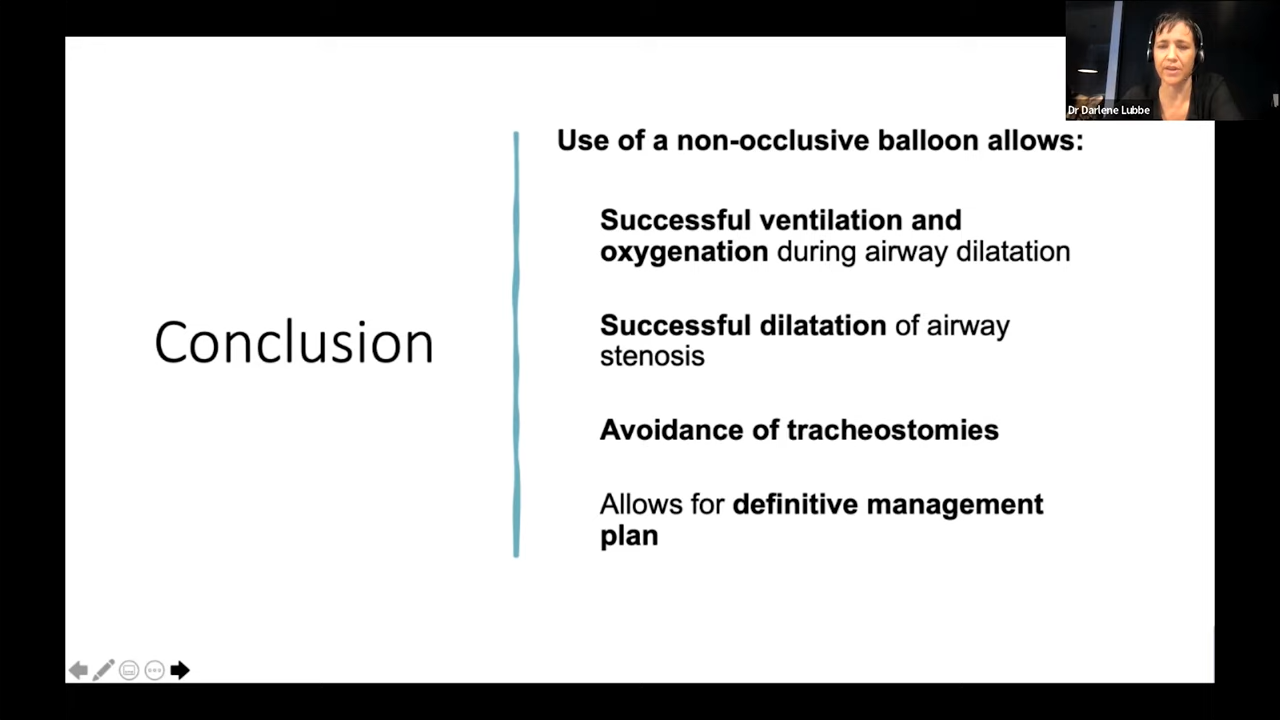 Dr Darlene Lubbe
Use of a non-occlusive balloon allows:
Successful ventilation and
oxygenation during airway dilatation
Successful dilatation of airway
stenosis
Conclusion
Avoidance of tracheostomies
Allows for definitive management
plan